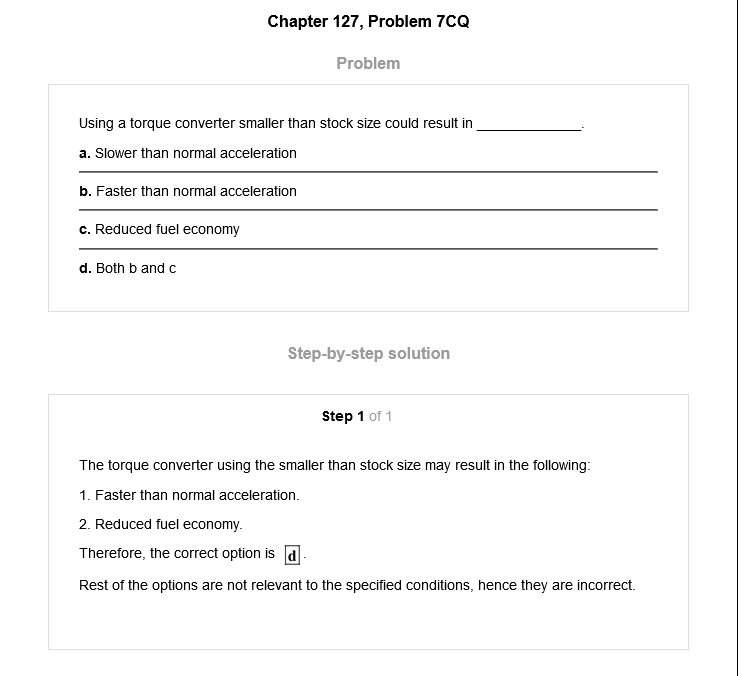 Chapter 127, Problem 7CQ
Problem
Using a torque converter smaller than stock size could result in ______________.
a. Slower than normal acceleration
b. Faster than normal acceleration
c. Reduced fuel economy
d. Both b and c
Step-by-step solution
Step 1 of 1
The torque converter using the smaller than stock size may result in the following:
1. Faster than normal acceleration.
2. Reduced fuel economy.
Therefore, the correct option is d.
Rest of the options are not relevant to the specified conditions, hence they are incorrect.